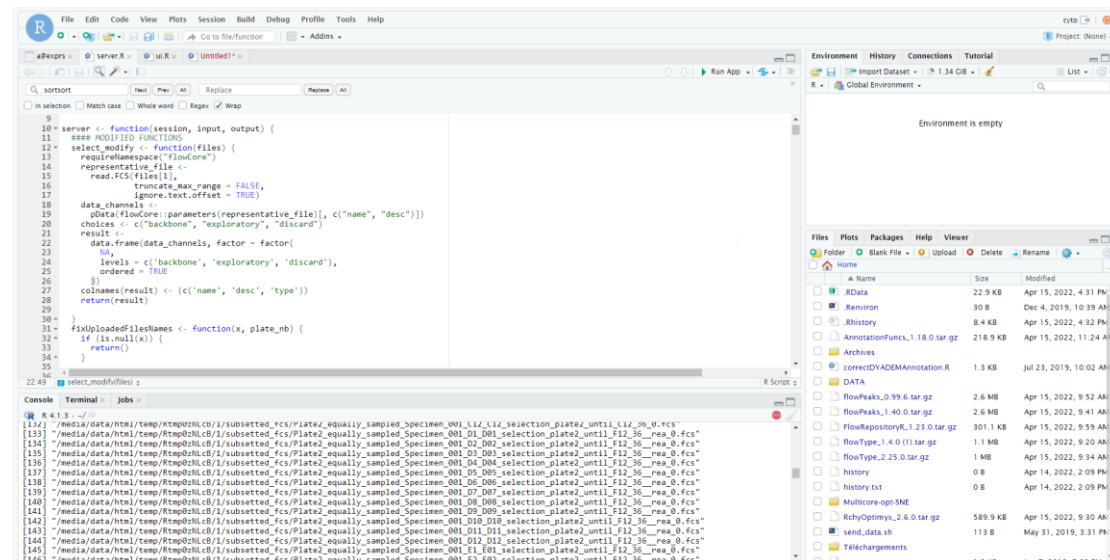 R File Edit Code View Plots Session Build Debug Profile Tools Help cyto
Go to file/function Addins Project: (None)
a@exprs server.R ui.R Untitled1*
Run App
sortsort Next Prev All Replace Replace All
In selection Match case Whole word Regex Wrap
9
10 server <- function(session, input, output) {
11 #### MODIFIED FUNCTIONS
12 select_modify <- function(files) {
13 requireNamespace("flowCore")
14 representative_file <-
15 read.FCS(files[1],
16 truncate_max_range = FALSE,
17 ignore.text.offset = TRUE)
18 data_channels <-
19 pData(flowCore::parameters(representative_file)[, c("name", "desc")])
20 choices <- c("backbone", "exploratory", "discard")
21 result <-
22 data.frame(data_channels, factor = factor(
23 NA,
24 levels = c('backbone', 'exploratory', 'discard'),
25 ordered = TRUE
26 ))
27 colnames(result) <- (c('name', 'desc', 'type'))
28 return(result)
29
30 }
31 fixUploadedFilesNames <- function(x, plate_nb) {
32 if (is.null(x)) {
33 return()
34 }
35
36
22:49 select_modify(files) R Script
Console Terminal Jobs
R 4.1.3 · ~/
[132] "/media/data/html/temp/Rtmp0zNLcB/1/subsetted_fcs/Plate2_equally_sampled_Specimen_001_C12_C12_selection_plate2_until_C12_36_0.fcs"
[133] "/media/data/html/temp/Rtmp0zNLcB/1/subsetted_fcs/Plate2_equally_sampled_Specimen_001_D1_D01_selection_plate2_until_F12_36__rea_0.fcs"
[134] "/media/data/html/temp/Rtmp0zNLcB/1/subsetted_fcs/Plate2_equally_sampled_Specimen_001_D2_D02_selection_plate2_until_F12_36__rea_0.fcs"
[135] "/media/data/html/temp/Rtmp0zNLcB/1/subsetted_fcs/Plate2_equally_sampled_Specimen_001_D3_D03_selection_plate2_until_F12_36__rea_0.fcs"
[136] "/media/data/html/temp/Rtmp0zNLcB/1/subsetted_fcs/Plate2_equally_sampled_Specimen_001_D4_D04_selection_plate2_until_F12_36__rea_0.fcs"
[137] "/media/data/html/temp/Rtmp0zNLcB/1/subsetted_fcs/Plate2_equally_sampled_Specimen_001_D5_D05_selection_plate2_until_F12_36__rea_0.fcs"
[138] "/media/data/html/temp/Rtmp0zNLcB/1/subsetted_fcs/Plate2_equally_sampled_Specimen_001_D6_D06_selection_plate2_until_F12_36__rea_0.fcs"
[139] "/media/data/html/temp/Rtmp0zNLcB/1/subsetted_fcs/Plate2_equally_sampled_Specimen_001_D7_D07_selection_plate2_until_F12_36__rea_0.fcs"
[140] "/media/data/html/temp/Rtmp0zNLcB/1/subsetted_fcs/Plate2_equally_sampled_Specimen_001_D8_D08_selection_plate2_until_F12_36__rea_0.fcs"
[141] "/media/data/html/temp/Rtmp0zNLcB/1/subsetted_fcs/Plate2_equally_sampled_Specimen_001_D9_D09_selection_plate2_until_F12_36__rea_0.fcs"
[142] "/media/data/html/temp/Rtmp0zNLcB/1/subsetted_fcs/Plate2_equally_sampled_Specimen_001_D10_D10_selection_plate2_until_F12_36__rea_0.fcs"
[143] "/media/data/html/temp/Rtmp0zNLcB/1/subsetted_fcs/Plate2_equally_sampled_Specimen_001_D11_D11_selection_plate2_until_F12_36__rea_0.fcs"
[144] "/media/data/html/temp/Rtmp0zNLcB/1/subsetted_fcs/Plate2_equally_sampled_Specimen_001_D12_D12_selection_plate2_until_F12_36__rea_0.fcs"
[145] "/media/data/html/temp/Rtmp0zNLcB/1/subsetted_fcs/Plate2_equally_sampled_Specimen_001_E1_E01_selection_plate2_until_F12_36__rea_0.fcs"
Environment History Connections Tutorial
Import Dataset 1.34 GiB List
R Global Environment
Environment is empty
Files Plots Packages Help Viewer
Folder Blank File Upload Delete Rename
Home
Name Size Modified
.RData 22.9 KB Apr 15, 2022, 4:31 PM
.Renviron 30 B Dec 4, 2019, 10:39 AM
.Rhistory 8.4 KB Apr 15, 2022, 4:32 PM
AnnotationFuncs_1.18.0.tar.gz 218.9 KB Apr 15, 2022, 11:24 A
Archives
correctDYADEMAnnotation.R 1.3 KB Jul 23, 2019, 10:02 AM
DATA
flowPeaks_0.99.6.tar.gz 2.6 MB Apr 15, 2022, 9:52 AM
flowPeaks_1.40.0.tar.gz 2.6 MB Apr 15, 2022, 9:41 AM
FlowRepositoryR_1.23.0.tar.gz 301.1 KB Apr 15, 2022, 9:59 AM
flowType_1.4.0 (1).tar.gz 1.1 MB Apr 15, 2022, 9:20 AM
flowType_2.25.0.tar.gz 1 MB Apr 15, 2022, 9:34 AM
history 0 B Apr 14, 2022, 2:09 PM
history.txt 0 B Apr 14, 2022, 2:09 PM
Multicore-opt-SNE
RchyOptimyx_2.6.0.tar.gz 589.9 KB Apr 15, 2022, 9:30 AM
send_data.sh 113 B May 31, 2019, 3:31 PM
Téléchargements